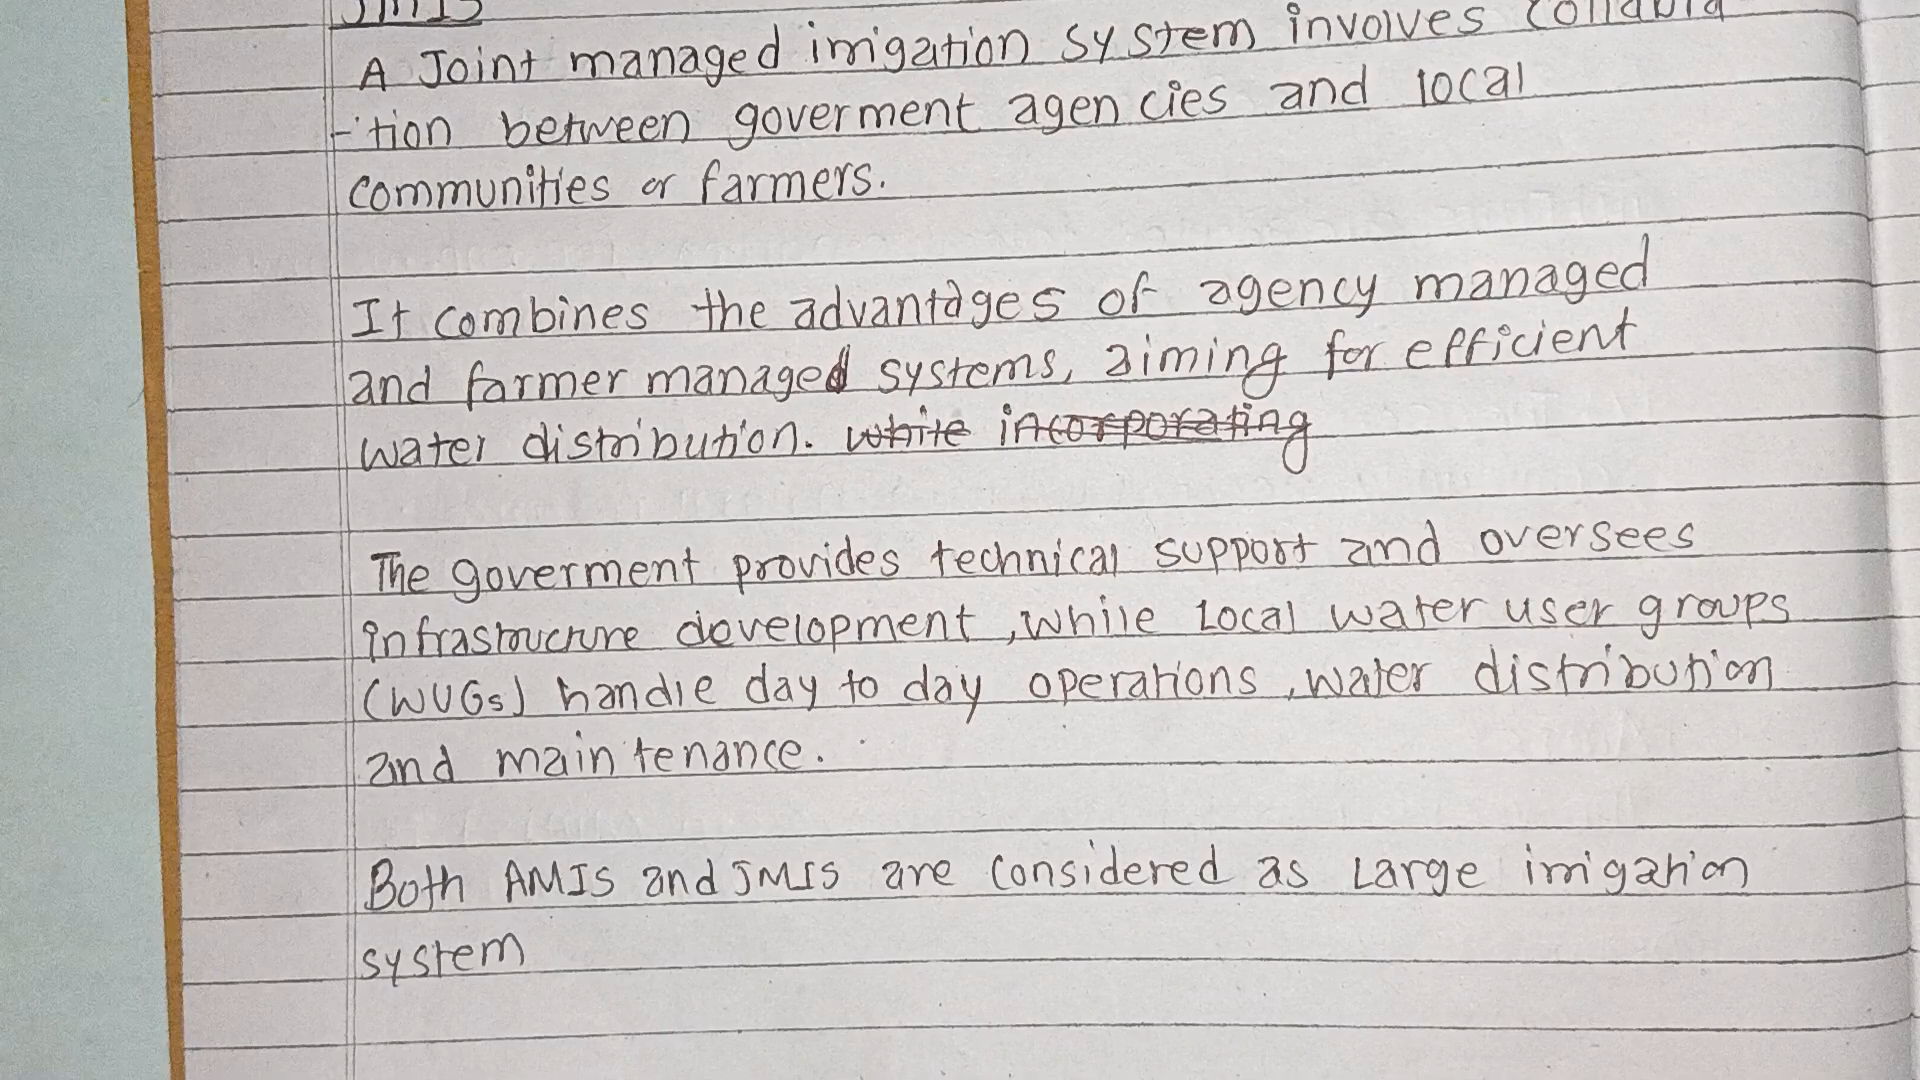 JMIS
A Joint managed irrigation system involves collabra
-tion between goverment agencies and local
communities or farmers.
It combines the advantages of agency managed
and farmer managed systems, aiming for efficient
water distribution. while incorporating
The goverment provides technical support and oversees
infrastructure development, while Local water user groups
(WUGs) handle day to day operations, water distribution
and maintenance.
Both AMIS and JMIS are considered as Large irrigation
system